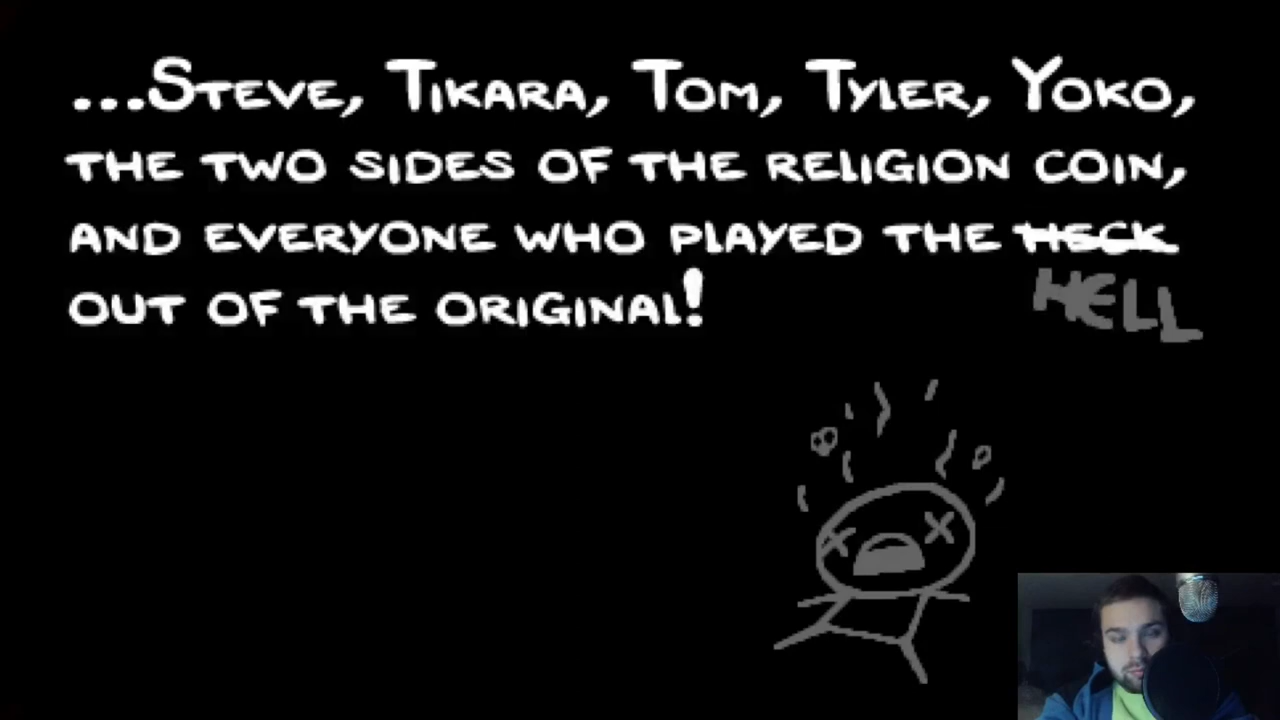 ...Steve, Tikara, Tom, Tyler, Yoko,
the two sides of the religion coin,
and everyone who played the heck
HELL
out of the original!